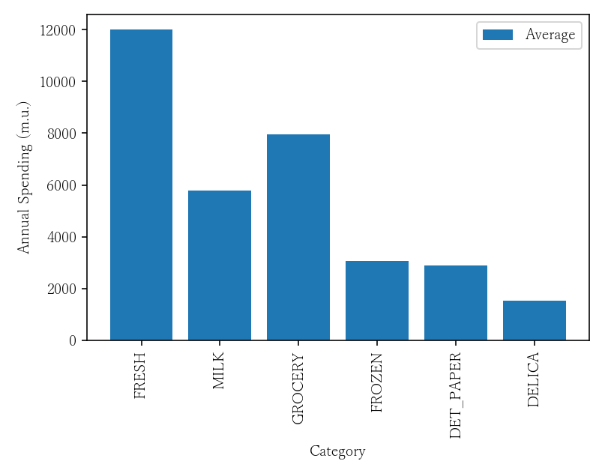 Average
12000
10000
8000
6000
4000
2000
0
Annual Spending (m.u.)
FRESH
MILK
GROCERY
FROZEN
DET_PAPER
DELICA
Category